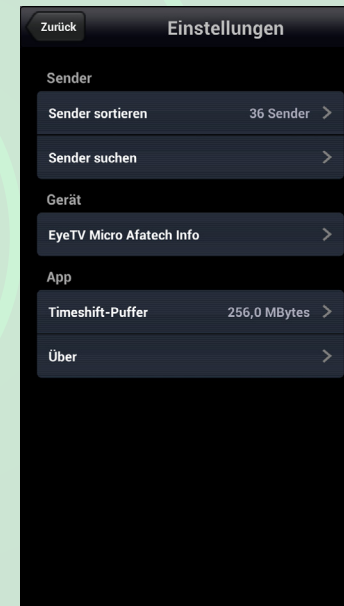 Zurück Einstellungen
Sender
Sender sortieren 36 Sender
Sender suchen
Gerät
EyeTV Micro Afatech Info
App
Timeshift-Puffer 256,0 MBytes
Über